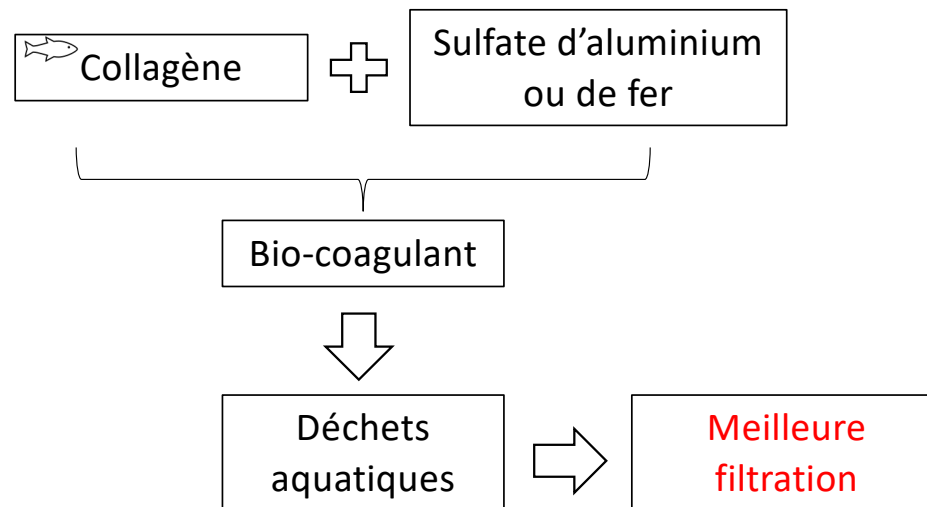 Collagène
Sulfate d'aluminium
ou de fer
Bio-coagulant
Déchets
aquatiques
Meilleure
filtration